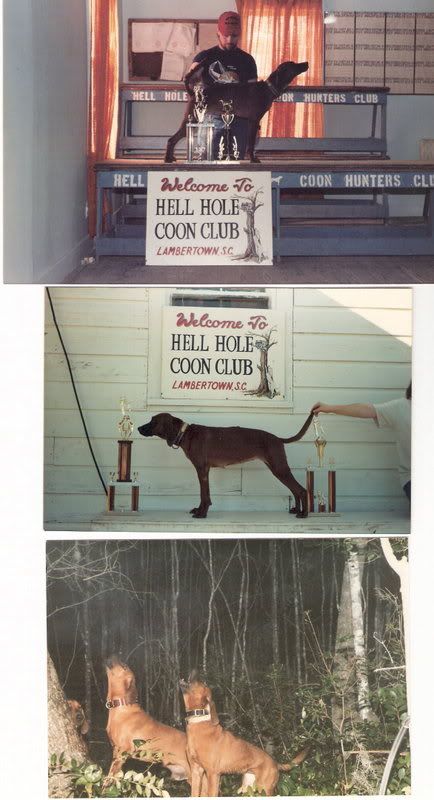 HELL HOLE COON HUNTERS CLUB
HELL COON HUNTERS CLU
Welcome To
HELL HOLE
COON CLUB
LAMBERTOWN, S.C.
Welcome To
HELL HOLE
COON CLUB
LAMBERTOWN, S.C.